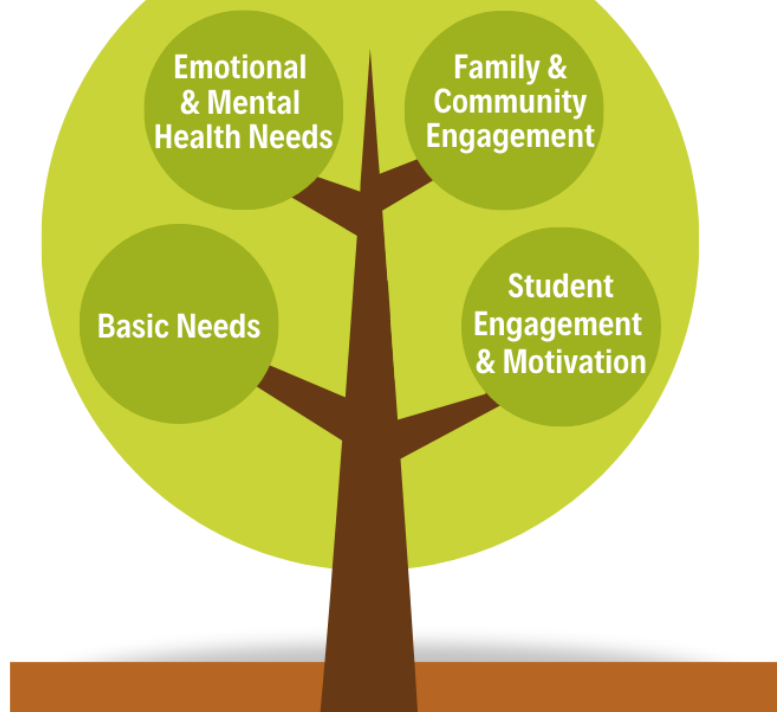 Emotional
& Mental
Health Needs
Family &
Community
Engagement
Basic Needs
Student
Engagement
& Motivation